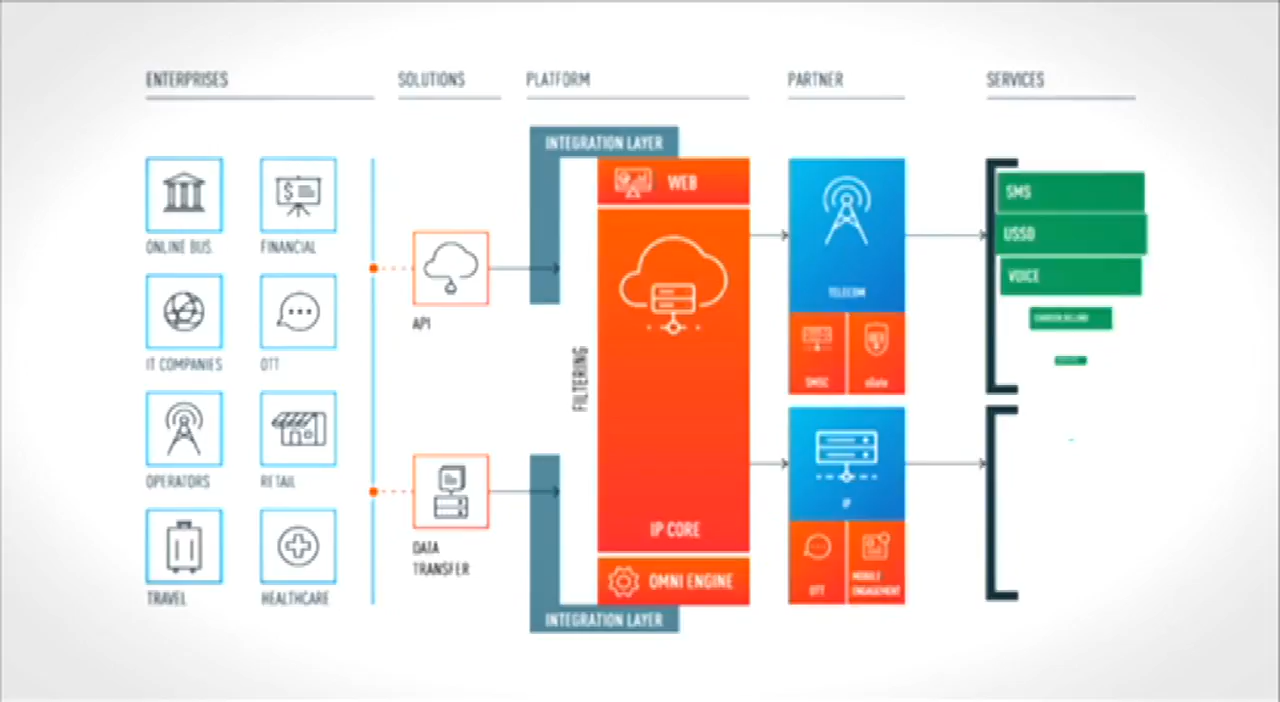 ENTERPRISES
SOLUTIONS
PLATFORM
PARTNER
SERVICES
ONLINE BUS.
FINANCIAL
IT COMPANIES
OTT
OPERATORS
RETAIL
TRAVEL
HEALTHCARE
API
DATA
TRANSFER
INTEGRATION LAYER
WEB
FILTERING
IP CORE
OMNI ENGINE
INTEGRATION LAYER
TELECOM
SMSC
IP
OTT
MOBILE
ENGAGEMENT
SMS
USSD
VOICE